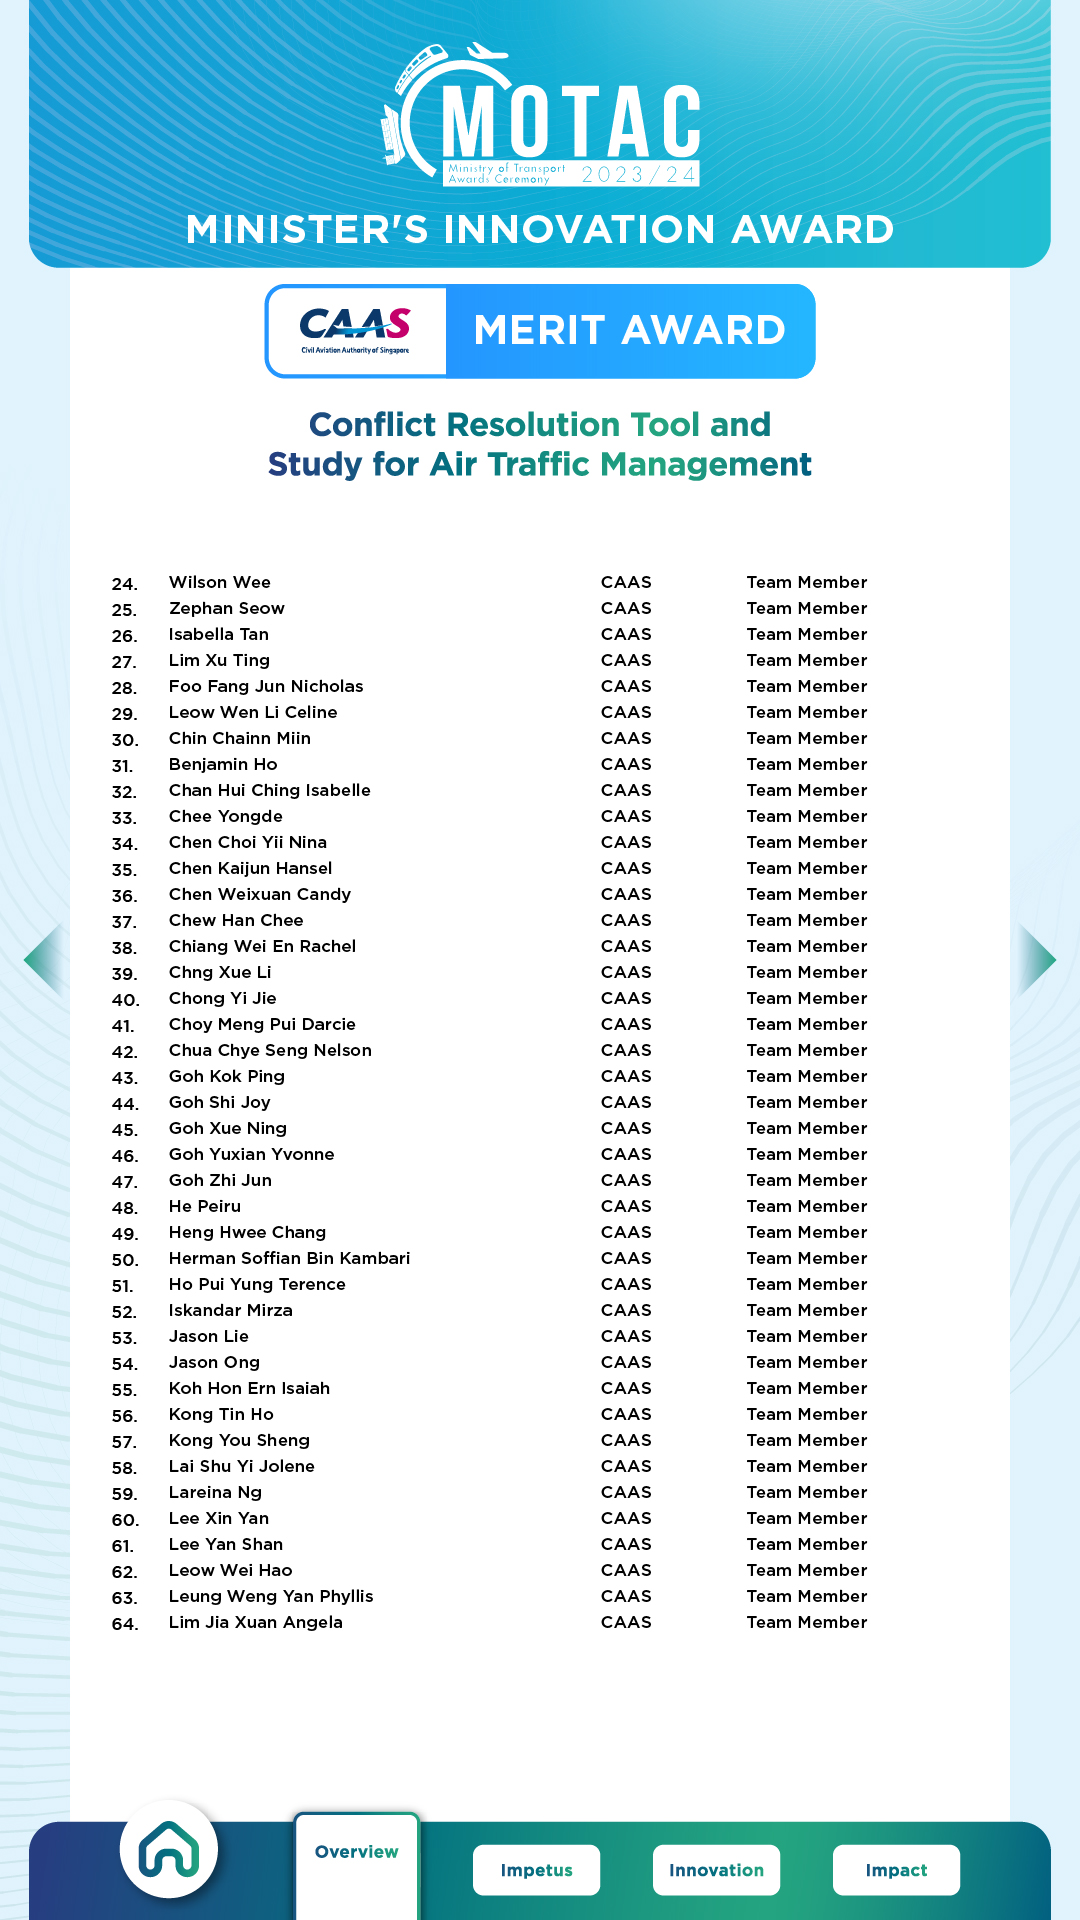 MOTAC
Ministry of Transport
Awards Ceremony 2023/24
MINISTER'S INNOVATION AWARD
CAAS
Civil Aviation Authority of Singapore
MERIT AWARD
Conflict Resolution Tool and
Study for Air Traffic Management
24. Wilson Wee CAAS Team Member
25. Zephan Seow CAAS Team Member
26. Isabella Tan CAAS Team Member
27. Lim Xu Ting CAAS Team Member
28. Foo Fang Jun Nicholas CAAS Team Member
29. Leow Wen Li Celine CAAS Team Member
30. Chin Chainn Miin CAAS Team Member
31. Benjamin Ho CAAS Team Member
32. Chan Hui Ching Isabelle CAAS Team Member
33. Chee Yongde CAAS Team Member
34. Chen Choi Yii Nina CAAS Team Member
35. Chen Kaijun Hansel CAAS Team Member
36. Chen Weixuan Candy CAAS Team Member
37. Chew Han Chee CAAS Team Member
38. Chiang Wei En Rachel CAAS Team Member
39. Chng Xue Li CAAS Team Member
40. Chong Yi Jie CAAS Team Member
41. Choy Meng Pui Darcie CAAS Team Member
42. Chua Chye Seng Nelson CAAS Team Member
43. Goh Kok Ping CAAS Team Member
44. Goh Shi Joy CAAS Team Member
45. Goh Xue Ning CAAS Team Member
46. Goh Yuxian Yvonne CAAS Team Member
47. Goh Zhi Jun CAAS Team Member
48. He Peiru CAAS Team Member
49. Heng Hwee Chang CAAS Team Member
50. Herman Soffian Bin Kambari CAAS Team Member
51. Ho Pui Yung Terence CAAS Team Member
52. Iskandar Mirza CAAS Team Member
53. Jason Lie CAAS Team Member
54. Jason Ong CAAS Team Member
55. Koh Hon Ern Isaiah CAAS Team Member
56. Kong Tin Ho CAAS Team Member
57. Kong You Sheng CAAS Team Member
58. Lai Shu Yi Jolene CAAS Team Member
59. Lareina Ng CAAS Team Member
60. Lee Xin Yan CAAS Team Member
61. Lee Yan Shan CAAS Team Member
62. Leow Wei Hao CAAS Team Member
63. Leung Weng Yan Phyllis CAAS Team Member
64. Lim Jia Xuan Angela CAAS Team Member
Overview
Impetus
Innovation
Impact